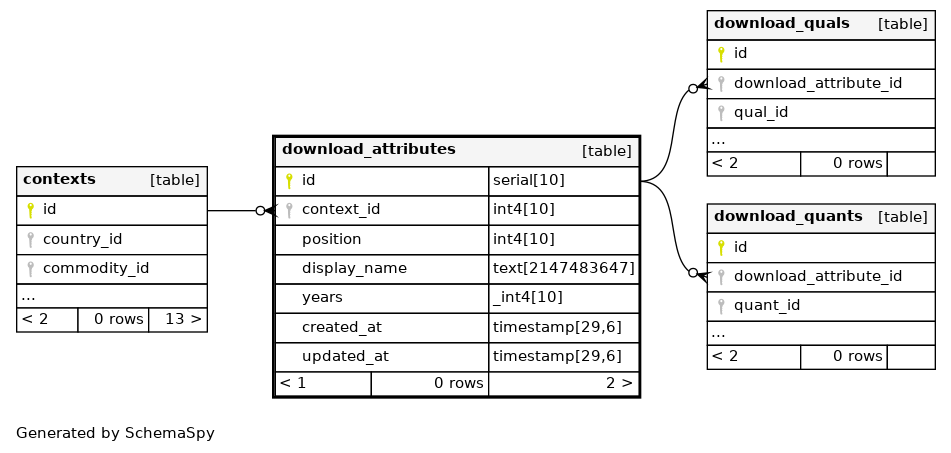 contexts [table]
id
country_id
commodity_id
...
< 2 0 rows 13 >
download_attributes [table]
id serial[10]
context_id int4[10]
position int4[10]
display_name text[2147483647]
years _int4[10]
created_at timestamp[29,6]
updated_at timestamp[29,6]
< 1 0 rows 2 >
download_quals [table]
id
download_attribute_id
qual_id
...
< 2 0 rows
download_quants [table]
id
download_attribute_id
quant_id
...
< 2 0 rows
Generated by SchemaSpy